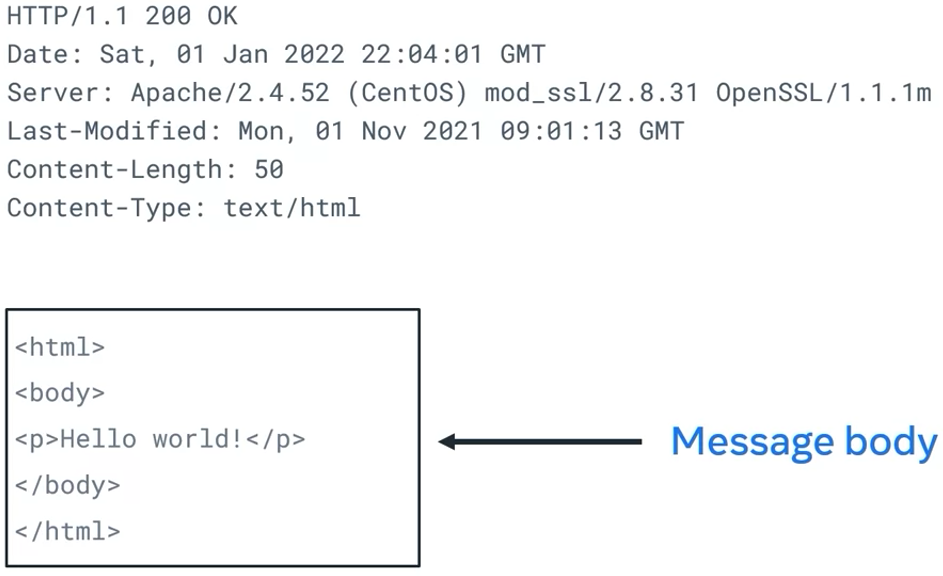 HTTP/1.1 200 OK
Date: Sat, 01 Jan 2022 22:04:01 GMT
Server: Apache/2.4.52 (CentOS) mod_ssl/2.8.31 OpenSSL/1.1.1m
Last-Modified: Mon, 01 Nov 2021 09:01:13 GMT
Content-Length: 50
Content-Type: text/html
<html>
<body>
<p>Hello world!</p>
</body>
</html>
Message body